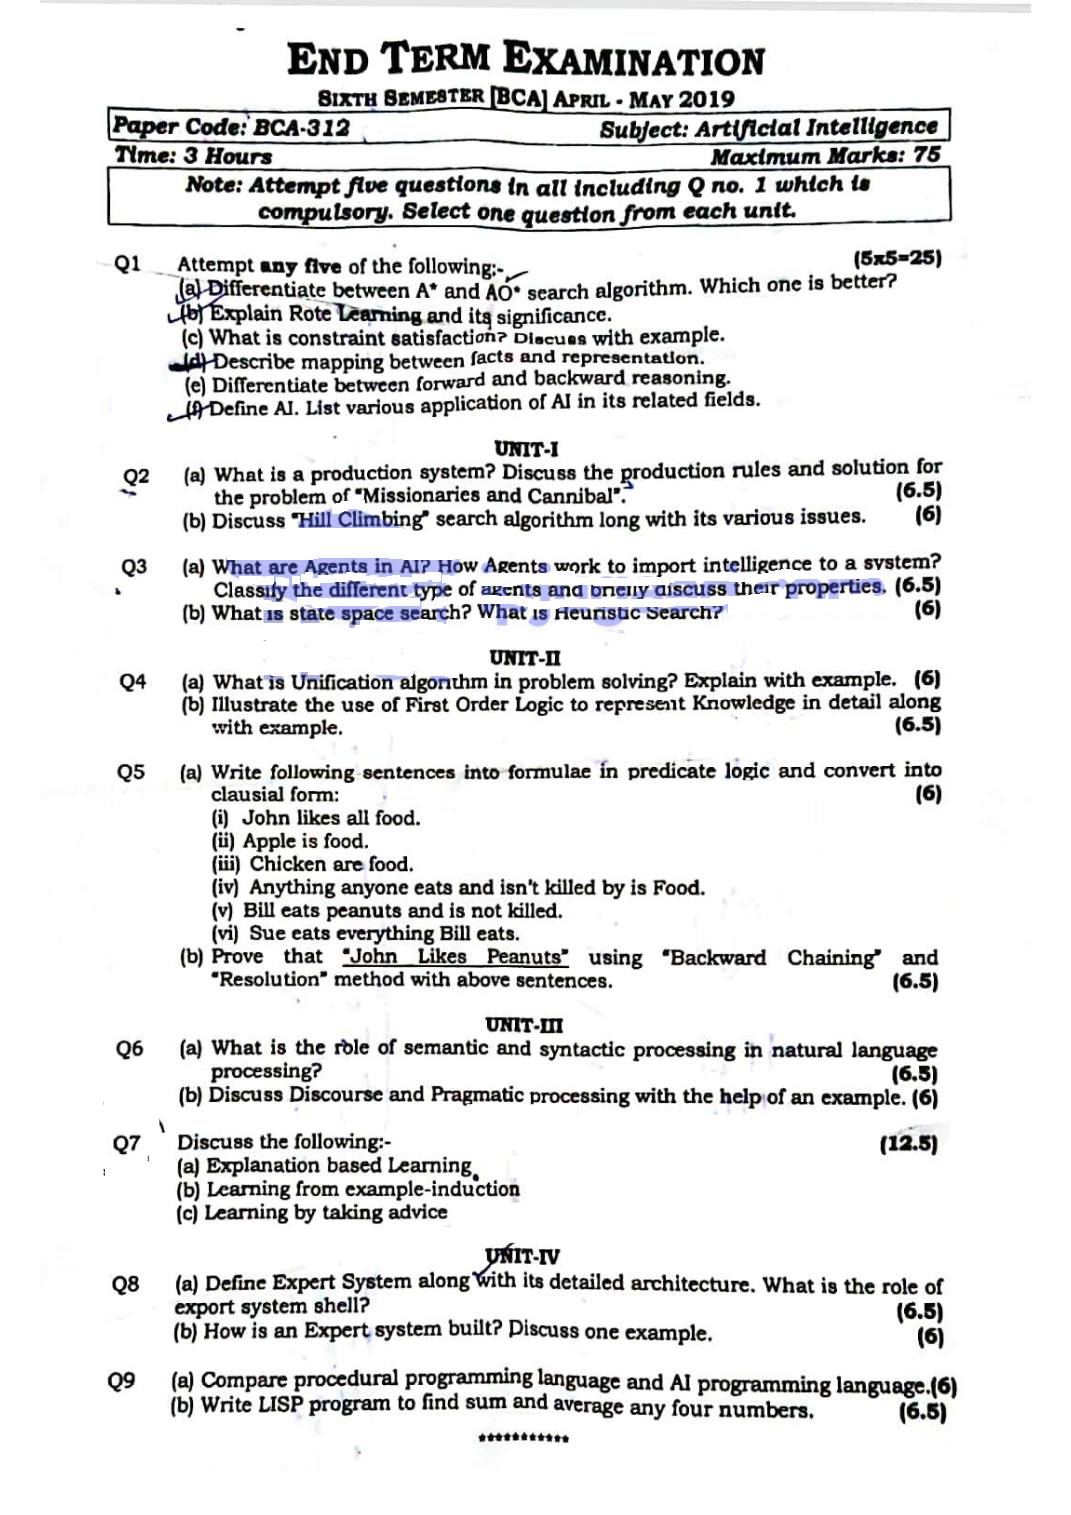 END TERM EXAMINATION
SIXTH SEMESTER [BCA] APRIL - MAY 2019
Paper Code: BCA-312 Subject: Artificial Intelligence
Time: 3 Hours Maximum Marks: 75
Note: Attempt five questions in all including Q no. 1 which is
compulsory. Select one question from each unit.
Q1 Attempt any five of the following:- (5x5=25)
(a) Differentiate between A* and AO* search algorithm. Which one is better?
(b) Explain Rote Learning and its significance.
(c) What is constraint satisfaction? Discuss with example.
(d) Describe mapping between facts and representation.
(e) Differentiate between forward and backward reasoning.
(f) Define AI. List various application of AI in its related fields.
UNIT-I
Q2 (a) What is a production system? Discuss the production rules and solution for
the problem of "Missionaries and Cannibal". (6.5)
(b) Discuss "Hill Climbing" search algorithm long with its various issues. (6)
Q3 (a) What are Agents in AI? How Agents work to import intelligence to a system?
Classify the different type of agents and briefly discuss their properties. (6.5)
(b) What is state space search? What is Heuristic Search? (6)
UNIT-II
Q4 (a) What is Unification algorithm in problem solving? Explain with example. (6)
(b) Illustrate the use of First Order Logic to represent Knowledge in detail along
with example. (6.5)
Q5 (a) Write following sentences into formulae in predicate logic and convert into
clausial form: (6)
(i) John likes all food.
(ii) Apple is food.
(iii) Chicken are food.
(iv) Anything anyone eats and isn't killed by is Food.
(v) Bill eats peanuts and is not killed.
(vi) Sue eats everything Bill eats.
(b) Prove that "John Likes Peanuts" using "Backward Chaining" and
"Resolution" method with above sentences. (6.5)
UNIT-III
Q6 (a) What is the role of semantic and syntactic processing in natural language
processing? (6.5)
(b) Discuss Discourse and Pragmatic processing with the help of an example. (6)
Q7 Discuss the following:- (12.5)
(a) Explanation based Learning
(b) Learning from example-induction
(c) Learning by taking advice
UNIT-IV
Q8 (a) Define Expert System along with its detailed architecture. What is the role of
export system shell? (6.5)
(b) How is an Expert system built? Discuss one example. (6)
Q9 (a) Compare procedural programming language and AI programming language.(6)
(b) Write LISP program to find sum and average any four numbers. (6.5)
***********